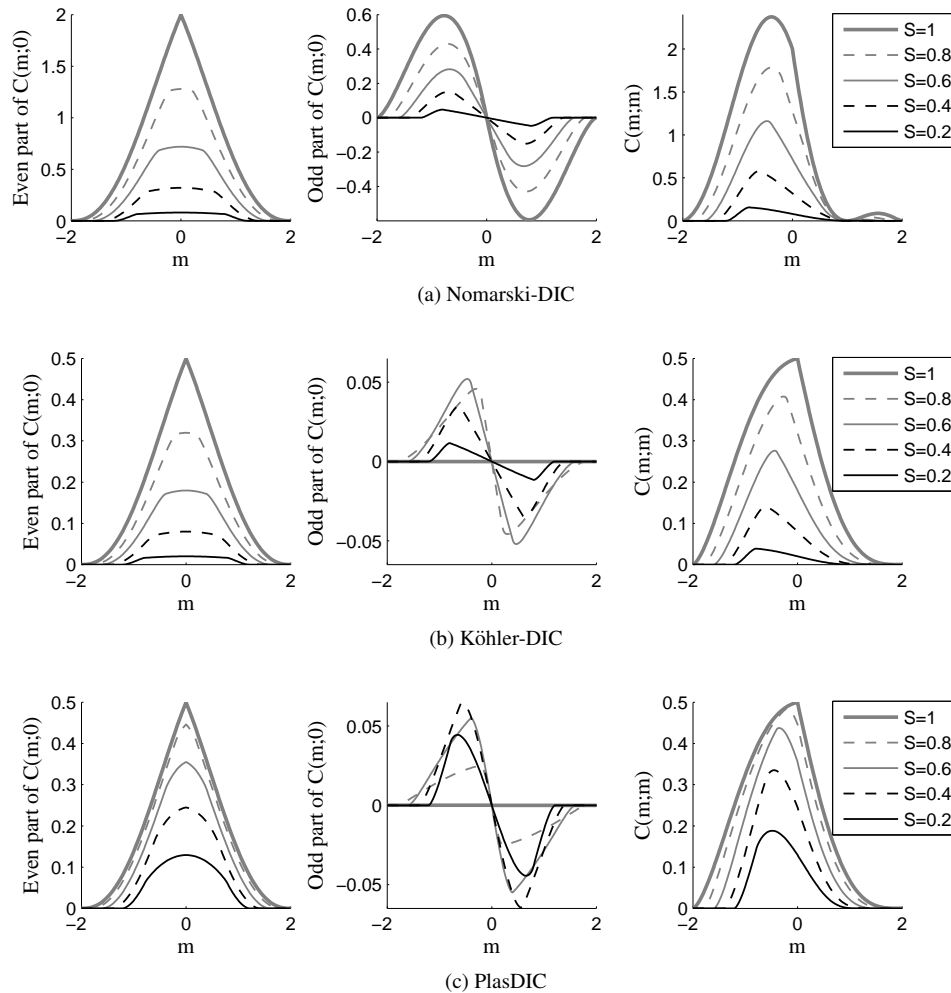 Even part of C(m;0)
2
1.5
1
0.5
0
−2 0 2
m
Odd part of C(m;0)
0.6
0.4
0.2
0
−0.2
−0.4
−2 0 2
m
C(m;m)
2
1.5
1
0.5
0
−2 0 2
m
S=1
S=0.8
S=0.6
S=0.4
S=0.2
(a) Nomarski-DIC
Even part of C(m;0)
0.5
0.4
0.3
0.2
0.1
0
−2 0 2
m
Odd part of C(m;0)
0.05
0
−0.05
−2 0 2
m
C(m;m)
0.5
0.4
0.3
0.2
0.1
0
−2 0 2
m
S=1
S=0.8
S=0.6
S=0.4
S=0.2
(b) Köhler-DIC
Even part of C(m;0)
0.5
0.4
0.3
0.2
0.1
0
−2 0 2
m
Odd part of C(m;0)
0.05
0
−0.05
−2 0 2
m
C(m;m)
0.5
0.4
0.3
0.2
0.1
0
−2 0 2
m
S=1
S=0.8
S=0.6
S=0.4
S=0.2
(c) PlasDIC